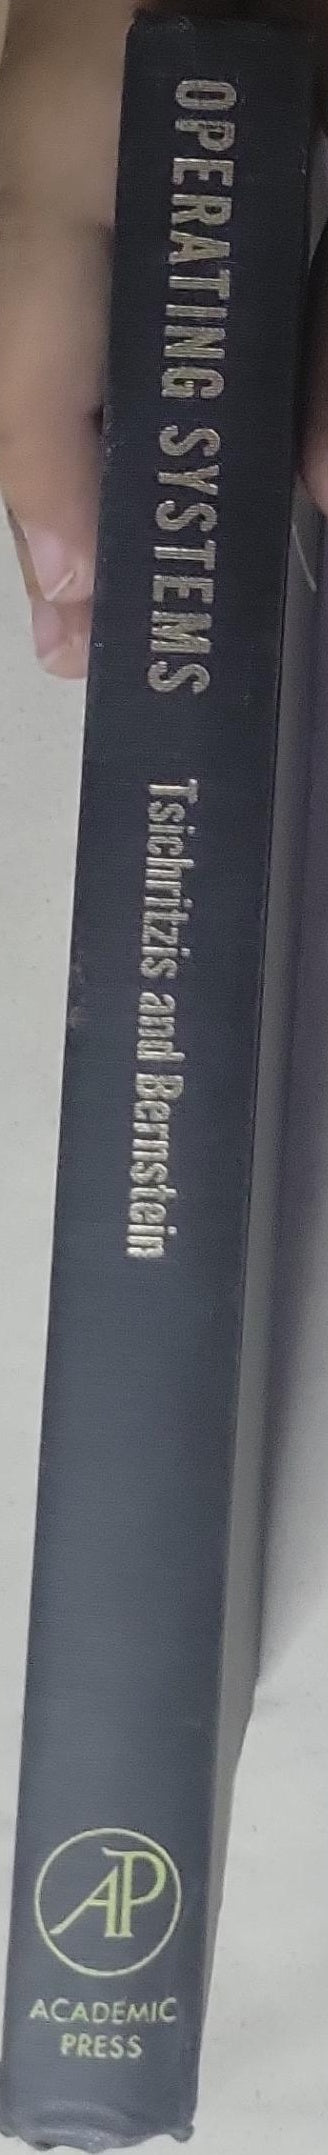 OPERATING SYSTEMS Tsichritzis and Bernstein
AP
ACADEMIC
PRESS